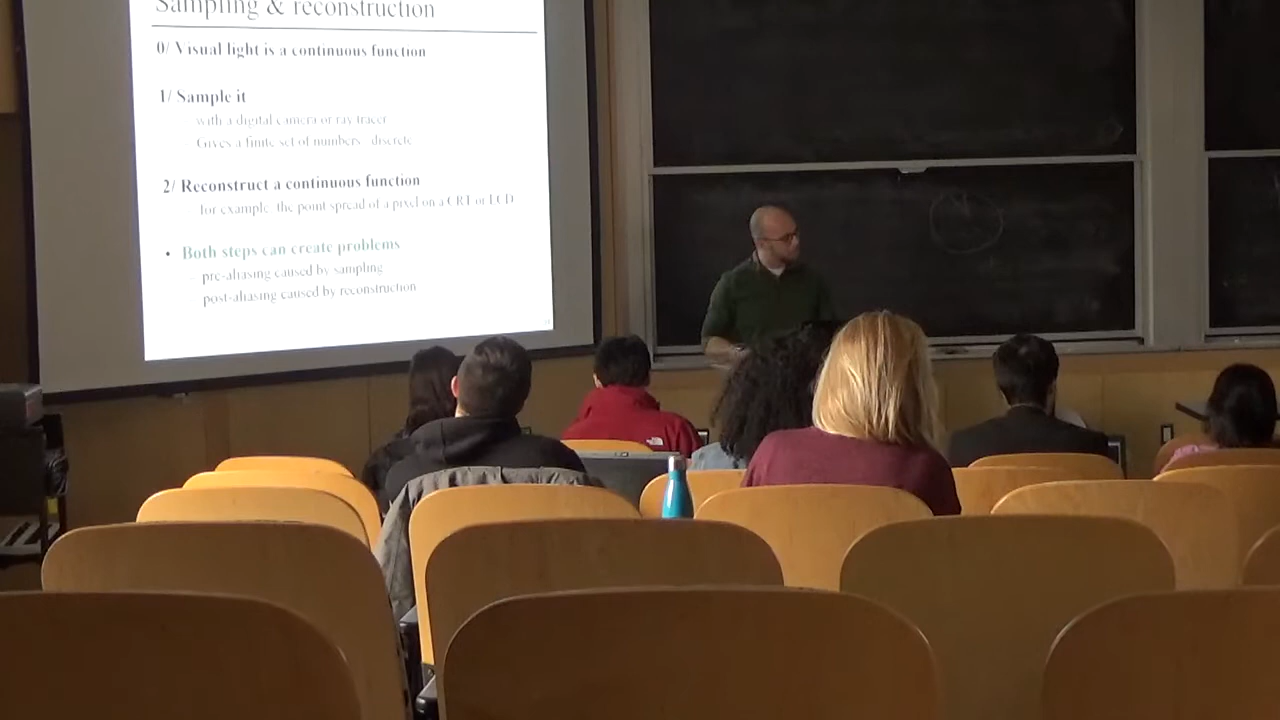 Sampling & reconstruction
0/ Visual light is a continuous function
1/ Sample it
with a digital camera or ray tracer
Gives a finite set of numbers discrete
2/ Reconstruct a continuous function
for example, the point spread of a pixel on a CRT or LCD
• Both steps can create problems
- pre-aliasing caused by sampling
post-aliasing caused by reconstruction